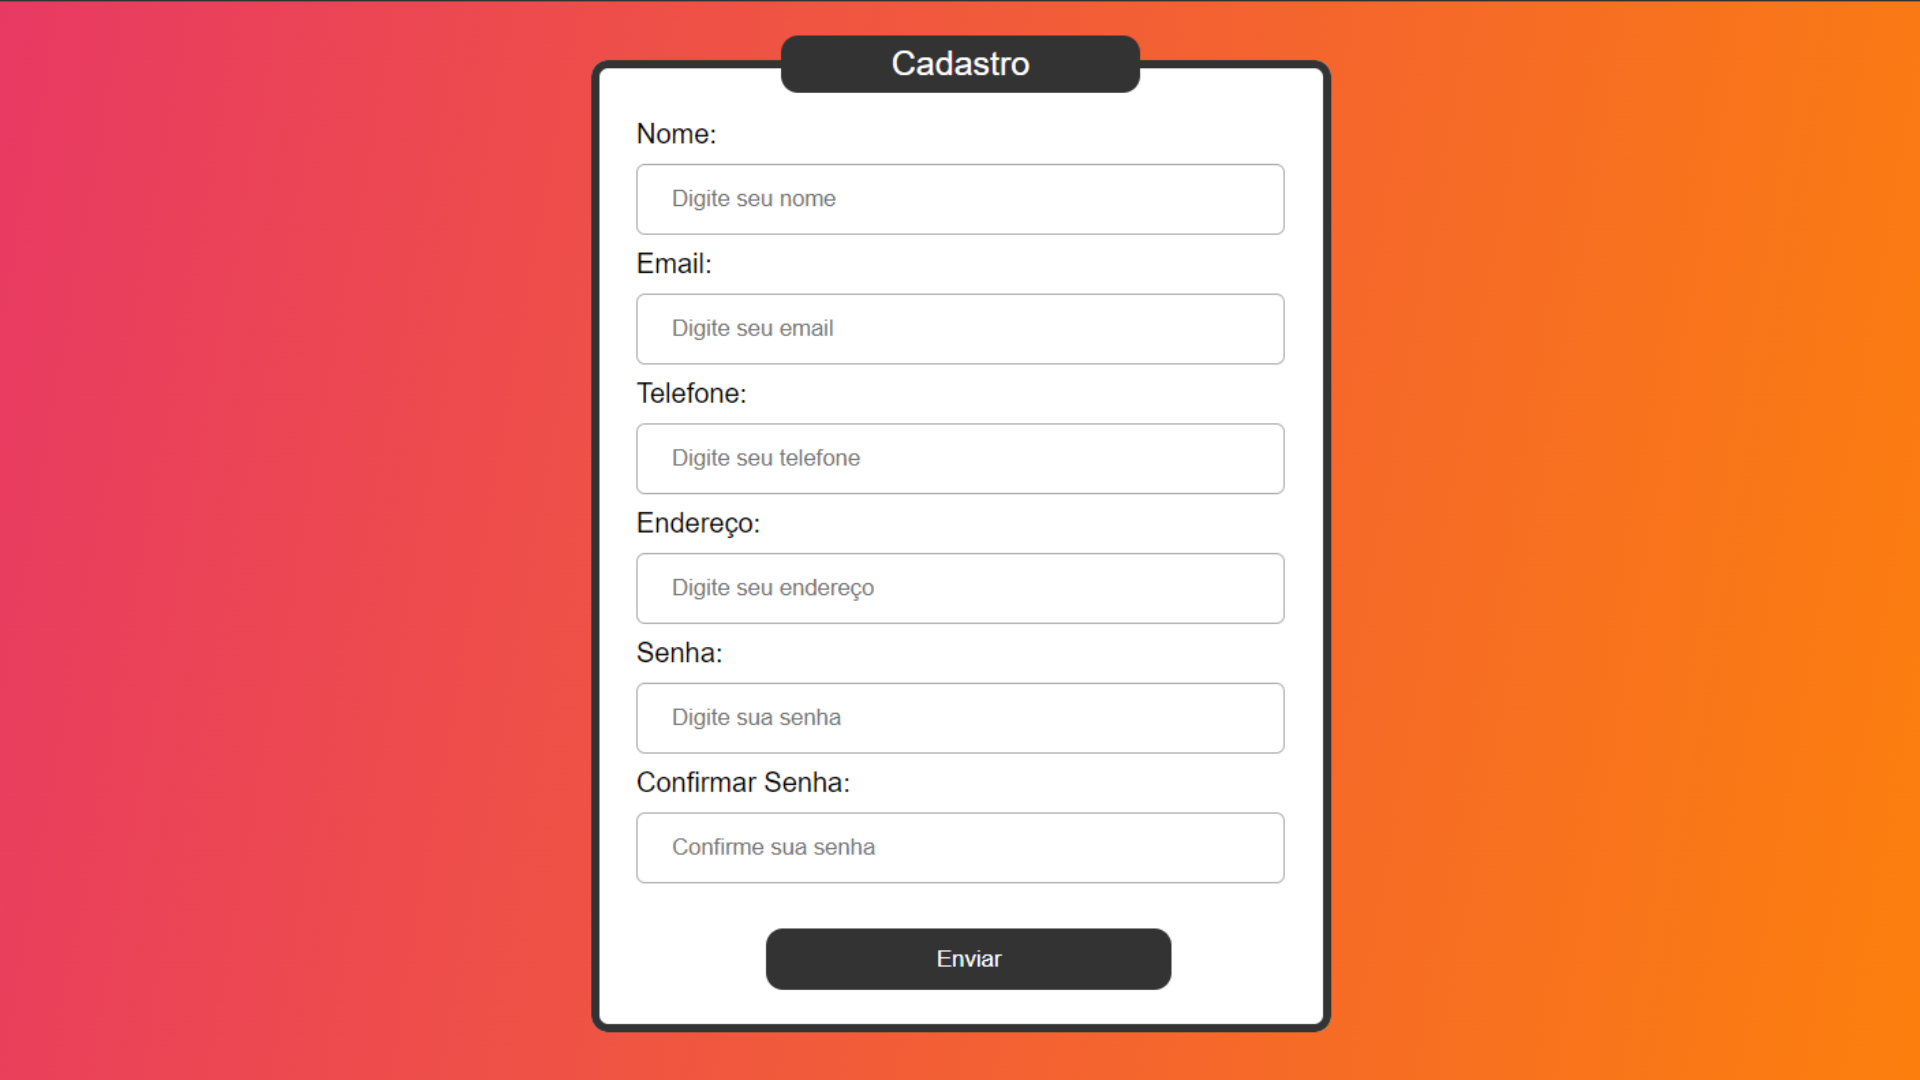 Cadastro
Nome:
Digite seu nome
Email:
Digite seu email
Telefone:
Digite seu telefone
Endereço:
Digite seu endereço
Senha:
Digite sua senha
Confirmar Senha:
Confirme sua senha
Enviar